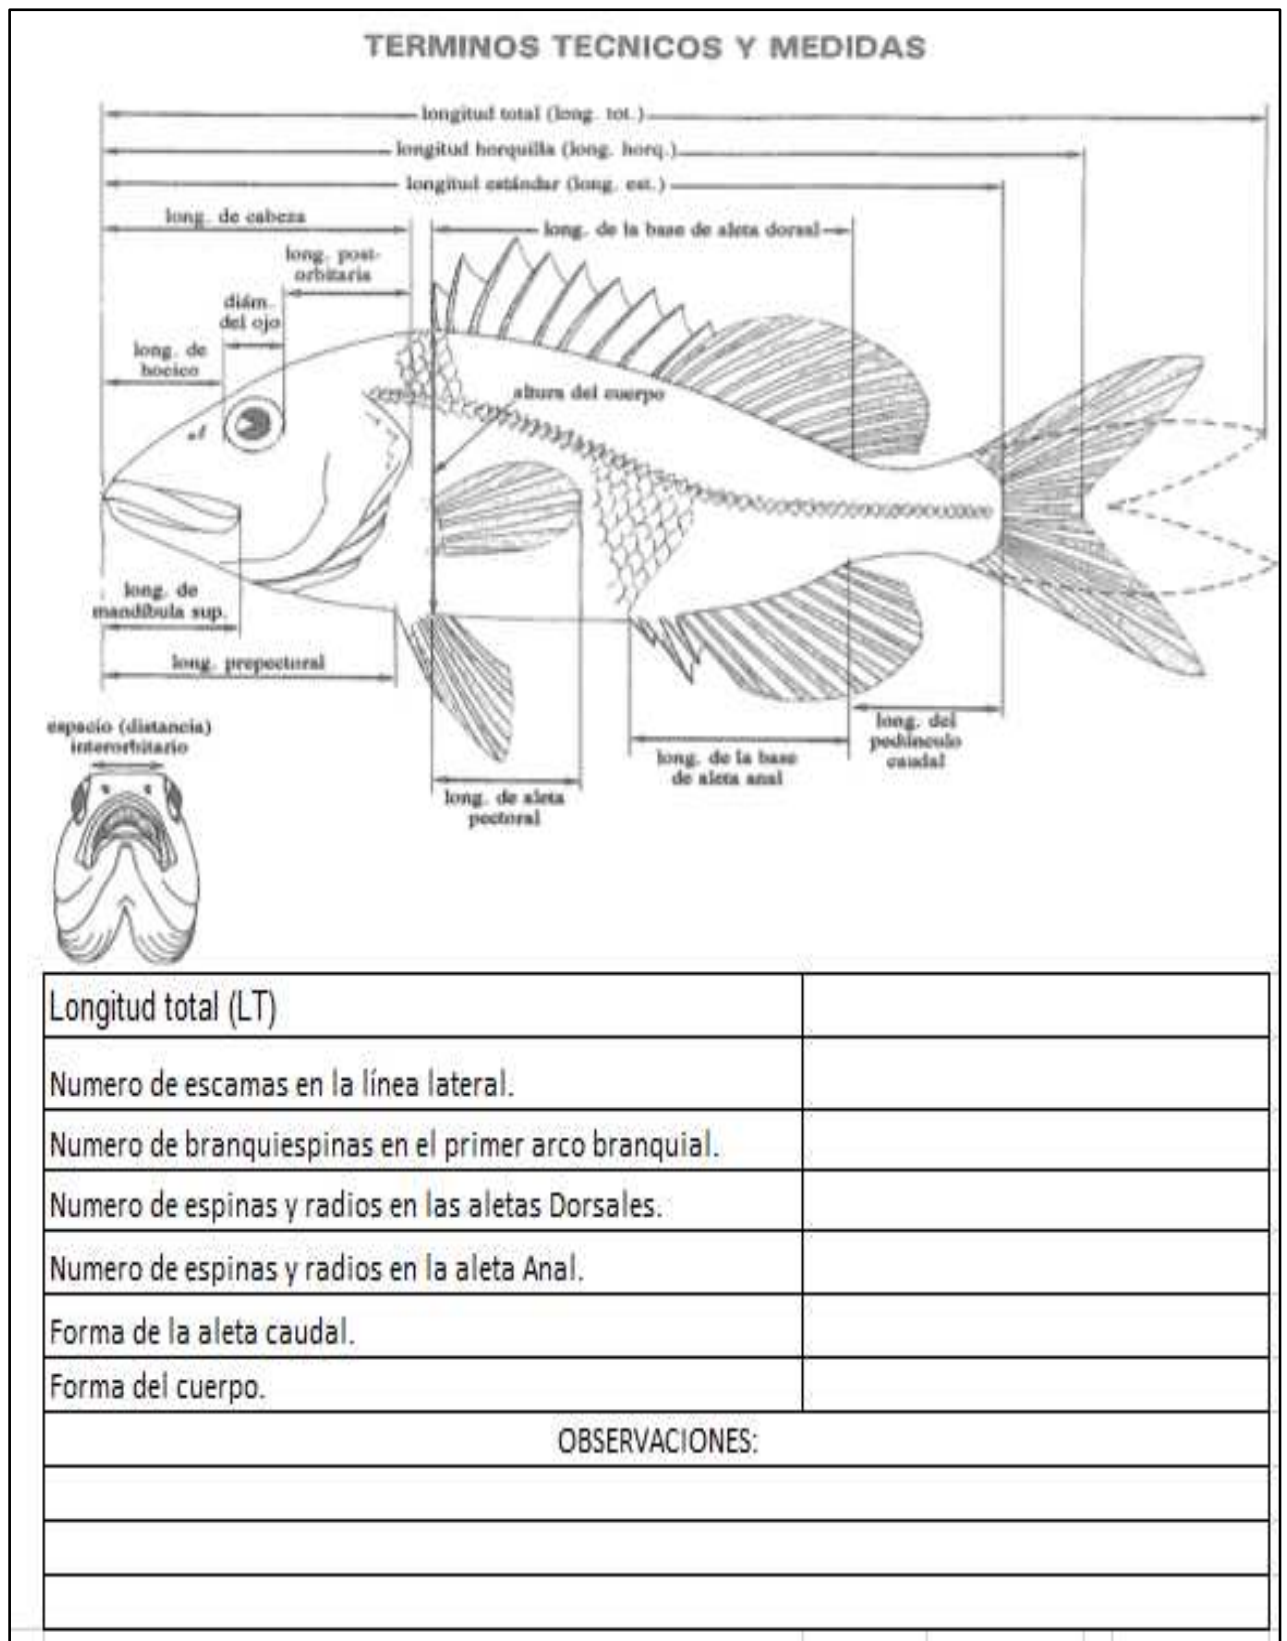 TERMINOS TECNICOS Y MEDIDAS
longitud total (long. tot.)
longitud horquilla (long. horq.)
longitud estándar (long. est.)
long. de cabeza
long. de la base de aleta dorsal
long. post-
orbitaria
diám.
del ojo
long. de
hocico
altura del cuerpo
long. de
mandíbula sup.
long. prepectoral
espacio (distancia)
interorbitario
long. de aleta
pectoral
long. de la base
de aleta anal
long. del
pedúnculo
caudal
Longitud total (LT)
Numero de escamas en la línea lateral.
Numero de branquiespinas en el primer arco branquial.
Numero de espinas y radios en las aletas Dorsales.
Numero de espinas y radios en la aleta Anal.
Forma de la aleta caudal.
Forma del cuerpo.
OBSERVACIONES: